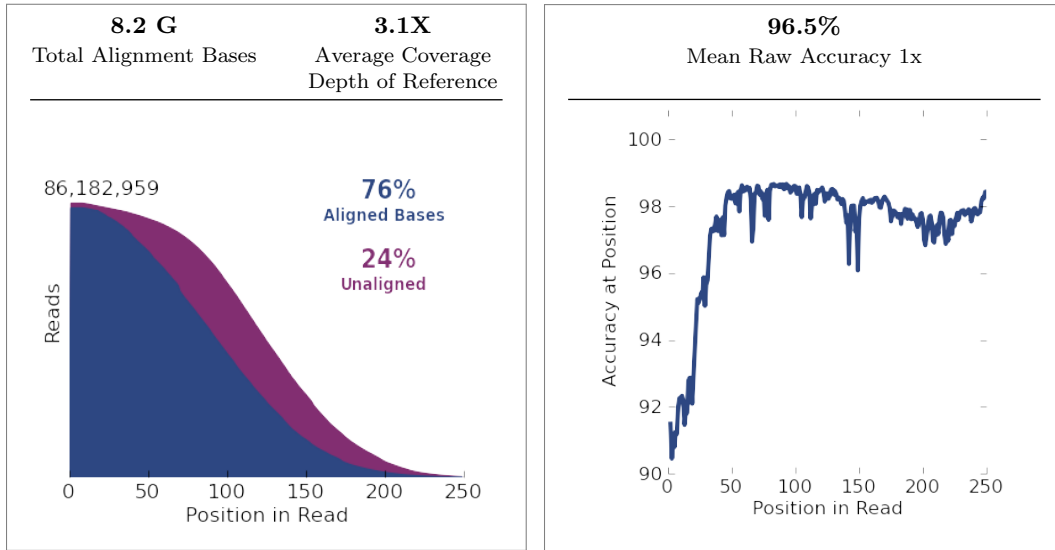 8.2 G
Total Alignment Bases
3.1X
Average Coverage
Depth of Reference
86,182,959
76%
Aligned Bases
24%
Unaligned
Reads
0 50 100 150 200 250
Position in Read
96.5%
Mean Raw Accuracy 1x
100
98
96
94
92
90
Accuracy at Position
0 50 100 150 200 250
Position in Read